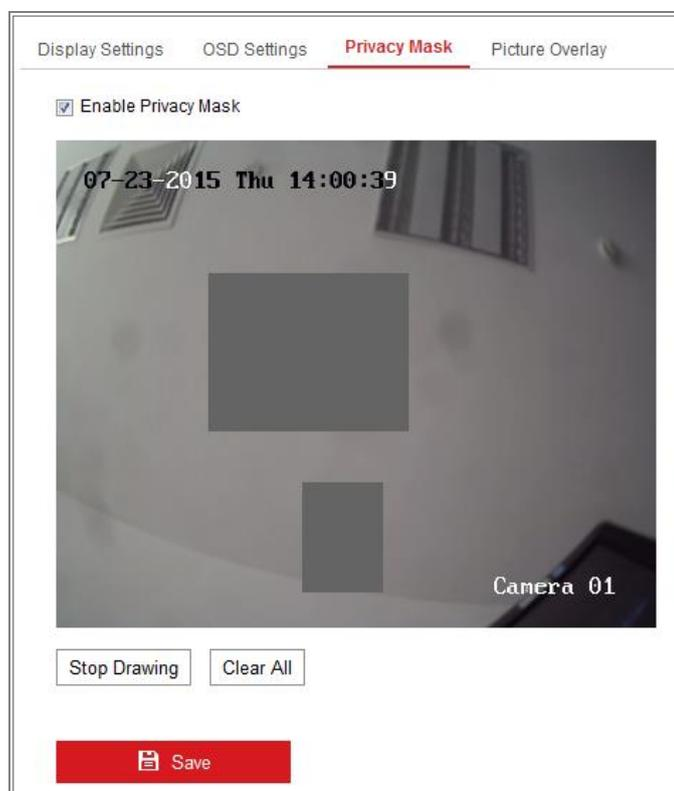 Display Settings OSD Settings Privacy Mask Picture Overlay
Enable Privacy Mask
07-23-2015 Thu 14:00:39
Camera 01
Stop Drawing Clear All
Save